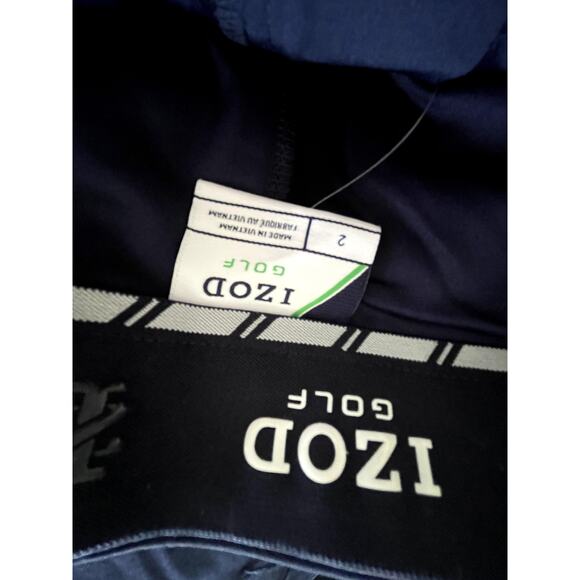 IZOD
GOLF
2
MADE IN VIETNAM
FABRIQUÉ AU VIETNAM
IZOD
GOLF